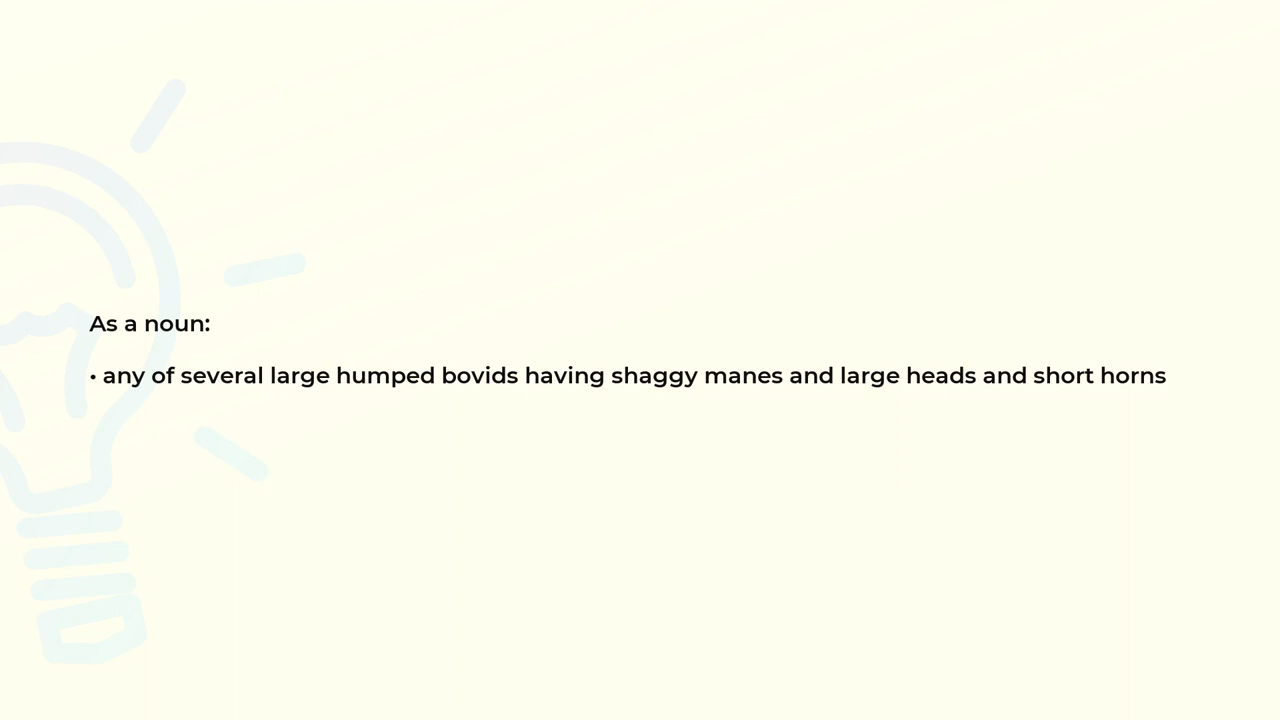 As a noun:
• any of several large humped bovids having shaggy manes and large heads and short horns